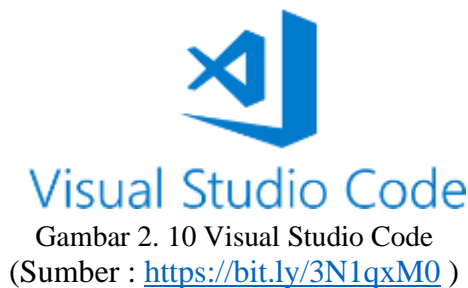 Visual Studio Code
Gambar 2. 10 Visual Studio Code
(Sumber : https://bit.ly/3N1qxM0 )